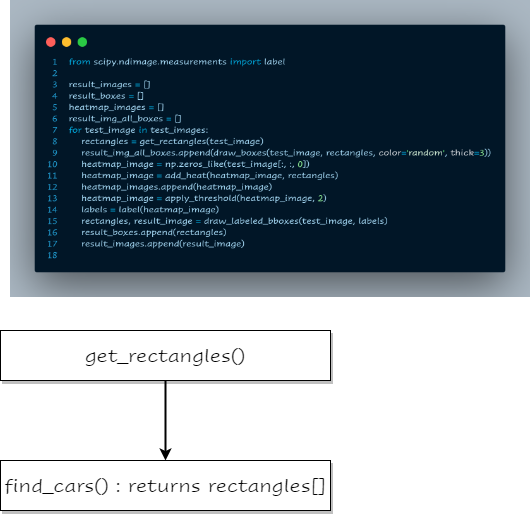 1 from scipy.ndimage.measurements import label
2
3 result_images = []
4 result_boxes = []
5 heatmap_images = []
6 result_img_all_boxes = []
7 for test_image in test_images:
8 rectangles = get_rectangles(test_image)
9 result_img_all_boxes.append(draw_boxes(test_image, rectangles, color='random', thick=3))
10 heatmap_image = np.zeros_like(test_image[:, :, 0])
11 heatmap_image = add_heat(heatmap_image, rectangles)
12 heatmap_images.append(heatmap_image)
13 heatmap_image = apply_threshold(heatmap_image, 2)
14 labels = label(heatmap_image)
15 rectangles, result_image = draw_labeled_bboxes(test_image, labels)
16 result_boxes.append(rectangles)
17 result_images.append(result_image)
18
get_rectangles()
find_cars() : returns rectangles[]